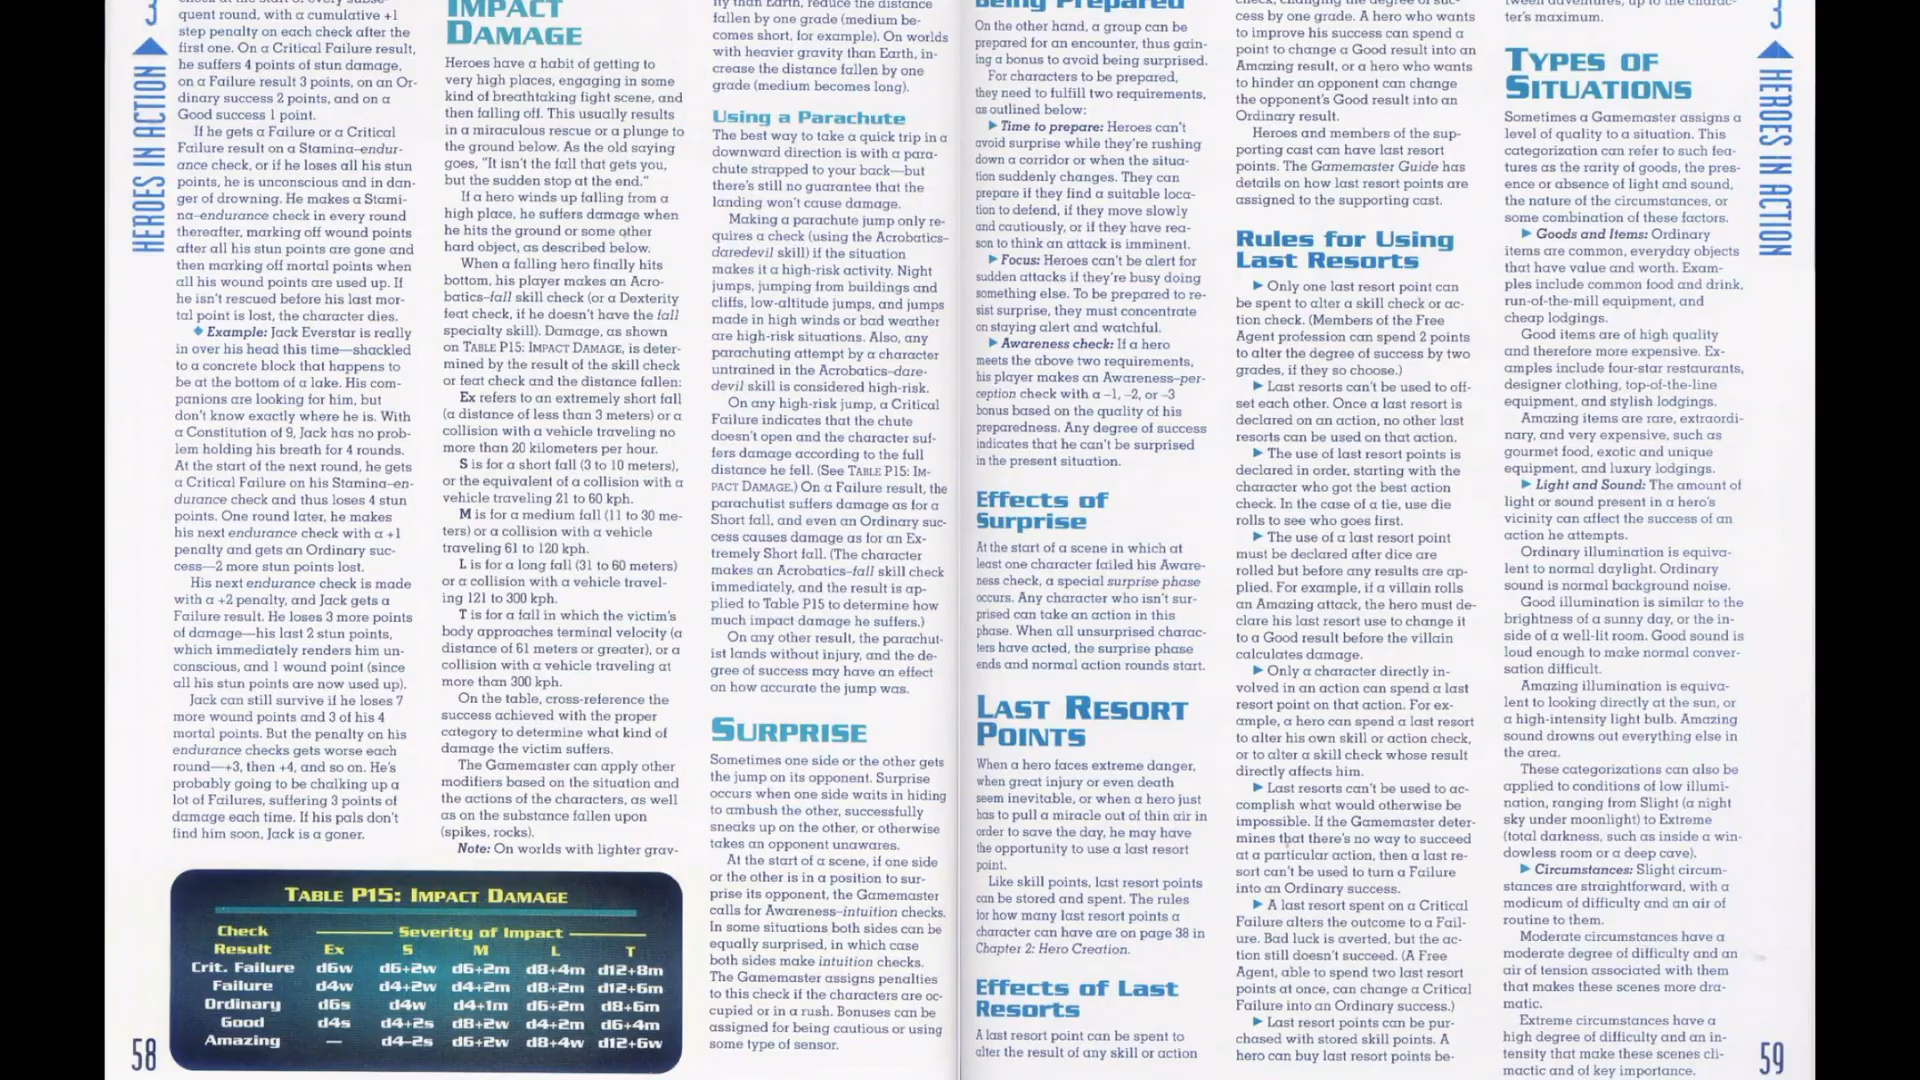 3
HEROES IN ACTION
quent round, with a cumulative +1
step penalty on each check after the
first one. On a Critical Failure result,
he suffers 4 points of stun damage,
on a Failure result 3 points, on an Or-
dinary success 2 points, and on a
Good success 1 point.
If he gets a Failure or a Critical
Failure result on a Stamina–endur-
ance check, or if he loses all his stun
points, he is unconscious and in dan-
ger of drowning. He makes a Stami-
na–endurance check in every round
thereafter, marking off wound points
after all his stun points are gone and
then marking off mortal points when
all his wound points are used up. If
he isn't rescued before his last mor-
tal point is lost, the character dies.
◆ Example: Jack Everstar is really
in over his head this time—shackled
to a concrete block that happens to
be at the bottom of a lake. His com-
panions are looking for him, but
don't know exactly where he is. With
a Constitution of 9, Jack has no prob-
lem holding his breath for 4 rounds.
At the start of the next round, he gets
a Critical Failure on his Stamina–en-
durance check and thus loses 4 stun
points. One round later, he makes
his next endurance check with a +1
penalty and gets an Ordinary suc-
cess—2 more stun points lost.
His next endurance check is made
with a +2 penalty, and Jack gets a
Failure result. He loses 3 more points
of damage—his last 2 stun points,
which immediately renders him un-
conscious, and 1 wound point (since
all his stun points are now used up).
Jack can still survive if he loses 7
more wound points and 3 of his 4
mortal points. But the penalty on his
endurance checks gets worse each
round—+3, then +4, and so on. He's
probably going to be chalking up a
lot of Failures, suffering 3 points of
damage each time. If his pals don't
find him soon, Jack is a goner.
IMPACT
DAMAGE
Heroes have a habit of getting to
very high places, engaging in some
kind of breathtaking fight scene, and
then falling off. This usually results
in a miraculous rescue or a plunge to
the ground below. As the old saying
goes, "It isn't the fall that gets you,
but the sudden stop at the end."
If a hero winds up falling from a
high place, he suffers damage when
he hits the ground or some other
hard object, as described below.
When a falling hero finally hits
bottom, his player makes an Acro-
batics–fall skill check (or a Dexterity
feat check, if he doesn't have the fall
specialty skill). Damage, as shown
on TABLE P15: IMPACT DAMAGE, is deter-
mined by the result of the skill check
or feat check and the distance fallen:
Ex refers to an extremely short fall
(a distance of less than 3 meters) or a
collision with a vehicle traveling no
more than 20 kilometers per hour.
S is for a short fall (3 to 10 meters),
or the equivalent of a collision with a
vehicle traveling 21 to 60 kph.
M is for a medium fall (11 to 30 me-
ters) or a collision with a vehicle
traveling 61 to 120 kph.
L is for a long fall (31 to 60 meters)
or a collision with a vehicle travel-
ing 121 to 300 kph.
T is for a fall in which the victim's
body approaches terminal velocity (a
distance of 61 meters or greater), or a
collision with a vehicle traveling at
more than 300 kph.
On the table, cross-reference the
success achieved with the proper
category to determine what kind of
damage the victim suffers.
The Gamemaster can apply other
modifiers based on the situation and
the actions of the characters, as well
as on the substance fallen upon
(spikes, rocks).
Note: On worlds with lighter grav-
TABLE P15: IMPACT DAMAGE
Check Severity of Impact
Result Ex S M L T
Crit. Failure d6w d6+2w d6+2m d8+4m d12+8m
Failure d4w d4+2w d4+2m d8+2m d12+6m
Ordinary d6s d4w d4+1m d6+2m d8+6m
Good d4s d4+2s d8+2w d4+2m d6+4m
Amazing — d4–2s d6+2w d8+4w d12+6w
58
ity than Earth, reduce the distance
fallen by one grade (medium be-
comes short, for example). On worlds
with heavier gravity than Earth, in-
crease the distance fallen by one
grade (medium becomes long).
Using a Parachute
The best way to take a quick trip in a
downward direction is with a para-
chute strapped to your back—but
there's still no guarantee that the
landing won't cause damage.
Making a parachute jump only re-
quires a check (using the Acrobatics–
daredevil skill) if the situation
makes it a high-risk activity. Night
jumps, jumping from buildings and
cliffs, low-altitude jumps, and jumps
made in high winds or bad weather
are high-risk situations. Also, any
parachuting attempt by a character
untrained in the Acrobatics–dare-
devil skill is considered high-risk.
On any high-risk jump, a Critical
Failure indicates that the chute
doesn't open and the character suf-
fers damage according to the full
distance he fell. (See TABLE P15: IM-
PACT DAMAGE.) On a Failure result, the
parachutist suffers damage as for a
Short fall, and even an Ordinary suc-
cess causes damage as for an Ex-
tremely Short fall. (The character
makes an Acrobatics–fall skill check
immediately, and the result is ap-
plied to Table P15 to determine how
much impact damage he suffers.)
On any other result, the parachut-
ist lands without injury, and the de-
gree of success may have an effect
on how accurate the jump was.
SURPRISE
Sometimes one side or the other gets
the jump on its opponent. Surprise
occurs when one side waits in hiding
to ambush the other, successfully
sneaks up on the other, or otherwise
takes an opponent unawares.
At the start of a scene, if one side
or the other is in a position to sur-
prise its opponent, the Gamemaster
calls for Awareness–intuition checks.
In some situations both sides can be
equally surprised, in which case
both sides make intuition checks.
The Gamemaster assigns penalties
to this check if the characters are oc-
cupied or in a rush. Bonuses can be
assigned for being cautious or using
some type of sensor.
Being Prepared
On the other hand, a group can be
prepared for an encounter, thus gain-
ing a bonus to avoid being surprised.
For characters to be prepared,
they need to fulfill two requirements,
as outlined below:
▶ Time to prepare: Heroes can't
avoid surprise while they're rushing
down a corridor or when the situa-
tion suddenly changes. They can
prepare if they find a suitable loca-
tion to defend, if they move slowly
and cautiously, or if they have rea-
son to think an attack is imminent.
▶ Focus: Heroes can't be alert for
sudden attacks if they're busy doing
something else. To be prepared to re-
sist surprise, they must concentrate
on staying alert and watchful.
▶ Awareness check: If a hero
meets the above two requirements,
his player makes an Awareness–per-
ception check with a –1, –2, or –3
bonus based on the quality of his
preparedness. Any degree of success
indicates that he can't be surprised
in the present situation.
Effects of
Surprise
At the start of a scene in which at
least one character failed his Aware-
ness check, a special surprise phase
occurs. Any character who isn't sur-
prised can take an action in this
phase. When all unsurprised charac-
ters have acted, the surprise phase
ends and normal action rounds start.
LAST RESORT
POINTS
When a hero faces extreme danger,
when great injury or even death
seem inevitable, or when a hero just
has to pull a miracle out of thin air in
order to save the day, he may have
the opportunity to use a last resort
point.
Like skill points, last resort points
can be stored and spent. The rules
for how many last resort points a
character can have are on page 38 in
Chapter 2: Hero Creation.
Effects of Last
Resorts
A last resort point can be spent to
alter the result of any skill or action
check, changing the degree of suc-
cess by one grade. A hero who wants
to improve his success can spend a
point to change a Good result into an
Amazing result, or a hero who wants
to hinder an opponent can change
the opponent's Good result into an
Ordinary result.
Heroes and members of the sup-
porting cast can have last resort
points. The Gamemaster Guide has
details on how last resort points are
assigned to the supporting cast.
Rules for Using
Last Resorts
▶ Only one last resort point can
be spent to alter a skill check or ac-
tion check. (Members of the Free
Agent profession can spend 2 points
to alter the degree of success by two
grades, if they so choose.)
▶ Last resorts can't be used to off-
set each other. Once a last resort is
declared on an action, no other last
resorts can be used on that action.
▶ The use of last resort points is
declared in order, starting with the
character who got the best action
check. In the case of a tie, use die
rolls to see who goes first.
▶ The use of a last resort point
must be declared after dice are
rolled but before any results are ap-
plied. For example, if a villain rolls
an Amazing attack, the hero must de-
clare his last resort use to change it
to a Good result before the villain
calculates damage.
▶ Only a character directly in-
volved in an action can spend a last
resort point on that action. For ex-
ample, a hero can spend a last resort
to alter his own skill or action check,
or to alter a skill check whose result
directly affects him.
▶ Last resorts can't be used to ac-
complish what would otherwise be
impossible. If the Gamemaster deter-
mines that there's no way to succeed
at a particular action, then a last re-
sort can't be used to turn a Failure
into an Ordinary success.
▶ A last resort spent on a Critical
Failure alters the outcome to a Fail-
ure. Bad luck is averted, but the ac-
tion still doesn't succeed. (A Free
Agent, able to spend two last resort
points at once, can change a Critical
Failure into an Ordinary success.)
▶ Last resort points can be pur-
chased with stored skill points. A
hero can buy last resort points be-
tween adventures, up to the charac-
ter's maximum.
TYPES OF
SITUATIONS
Sometimes a Gamemaster assigns a
level of quality to a situation. This
categorization can refer to such fea-
tures as the rarity of goods, the pres-
ence or absence of light and sound,
the nature of the circumstances, or
some combination of these factors.
▶ Goods and Items: Ordinary
items are common, everyday objects
that have value and worth. Exam-
ples include common food and drink,
run-of-the-mill equipment, and
cheap lodgings.
Good items are of high quality
and therefore more expensive. Ex-
amples include four-star restaurants,
designer clothing, top-of-the-line
equipment, and stylish lodgings.
Amazing items are rare, extraordi-
nary, and very expensive, such as
gourmet food, exotic and unique
equipment, and luxury lodgings.
▶ Light and Sound: The amount of
light or sound present in a hero's
vicinity can affect the success of an
action he attempts.
Ordinary illumination is equiva-
lent to normal daylight. Ordinary
sound is normal background noise.
Good illumination is similar to the
brightness of a sunny day, or the in-
side of a well-lit room. Good sound is
loud enough to make normal conver-
sation difficult.
Amazing illumination is equiva-
lent to looking directly at the sun, or
a high-intensity light bulb. Amazing
sound drowns out everything else in
the area.
These categorizations can also be
applied to conditions of low illumi-
nation, ranging from Slight (a night
sky under moonlight) to Extreme
(total darkness, such as inside a win-
dowless room or a deep cave).
▶ Circumstances: Slight circum-
stances are straightforward, with a
modicum of difficulty and an air of
routine to them.
Moderate circumstances have a
moderate degree of difficulty and an
air of tension associated with them
that makes these scenes more dra-
matic.
Extreme circumstances have a
high degree of difficulty and an in-
tensity that make these scenes cli-
mactic and of key importance.
3
HEROES IN ACTION
59